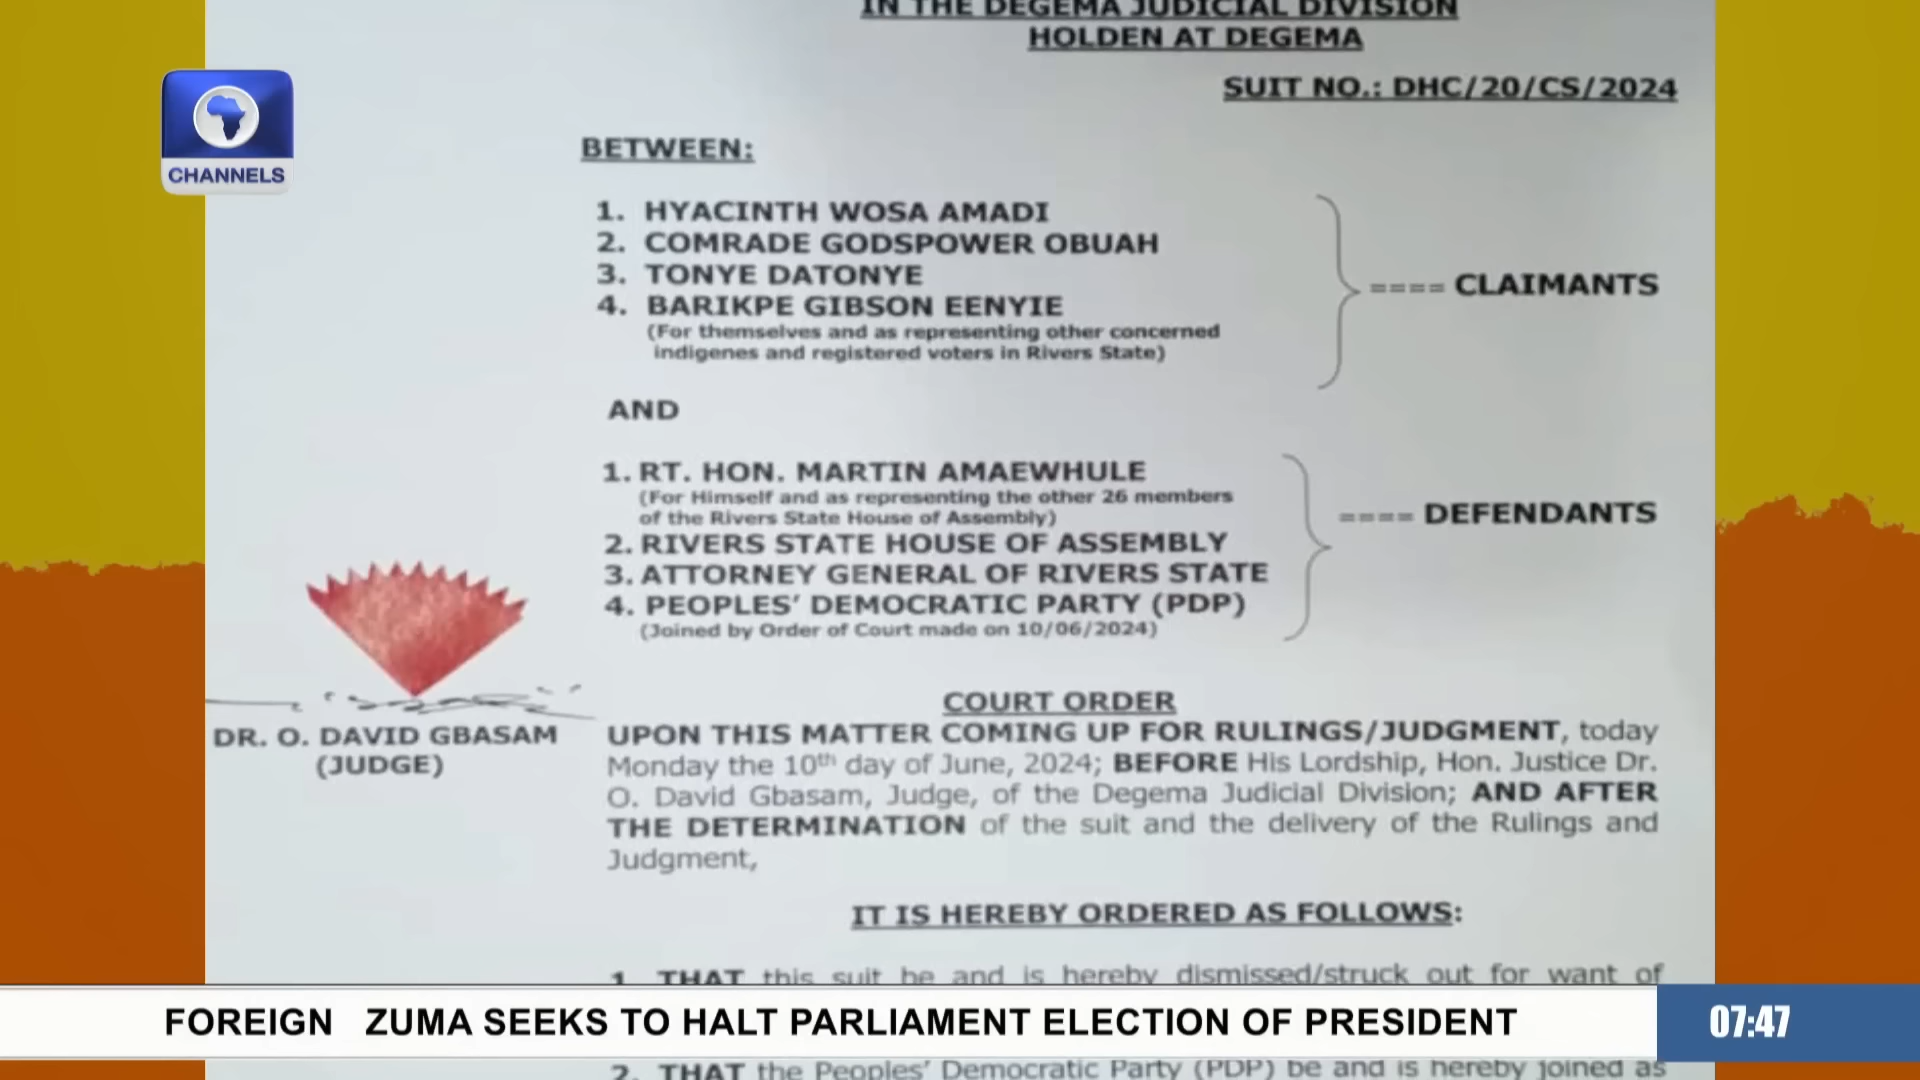 IN THE DEGEMA JUDICIAL DIVISION
HOLDEN AT DEGEMA
SUIT NO.: DHC/20/CS/2024
CHANNELS
BETWEEN:
1. HYACINTH WOSA AMADI
2. COMRADE GODSPOWER OBUAH
3. TONYE DATONYE
4. BARIKPE GIBSON EENYIE
(For themselves and as representing other concerned
indigenes and registered voters in Rivers State)
==== CLAIMANTS
AND
1. RT. HON. MARTIN AMAEWHULE
(For Himself and as representing the other 26 members
of the Rivers State House of Assembly)
2. RIVERS STATE HOUSE OF ASSEMBLY
3. ATTORNEY GENERAL OF RIVERS STATE
4. PEOPLES' DEMOCRATIC PARTY (PDP)
(Joined by Order of Court made on 10/06/2024)
==== DEFENDANTS
DR. O. DAVID GBASAM
(JUDGE)
COURT ORDER
UPON THIS MATTER COMING UP FOR RULINGS/JUDGMENT, today
Monday the 10th day of June, 2024; BEFORE His Lordship, Hon. Justice Dr.
O. David Gbasam, Judge, of the Degema Judicial Division; AND AFTER
THE DETERMINATION of the suit and the delivery of the Rulings and
Judgment,
IT IS HEREBY ORDERED AS FOLLOWS:
1. THAT this suit be and is hereby dismissed/struck out for want of
FOREIGN ZUMA SEEKS TO HALT PARLIAMENT ELECTION OF PRESIDENT
07:47
2. THAT the Peoples' Democratic Party (PDP) be and is hereby joined as